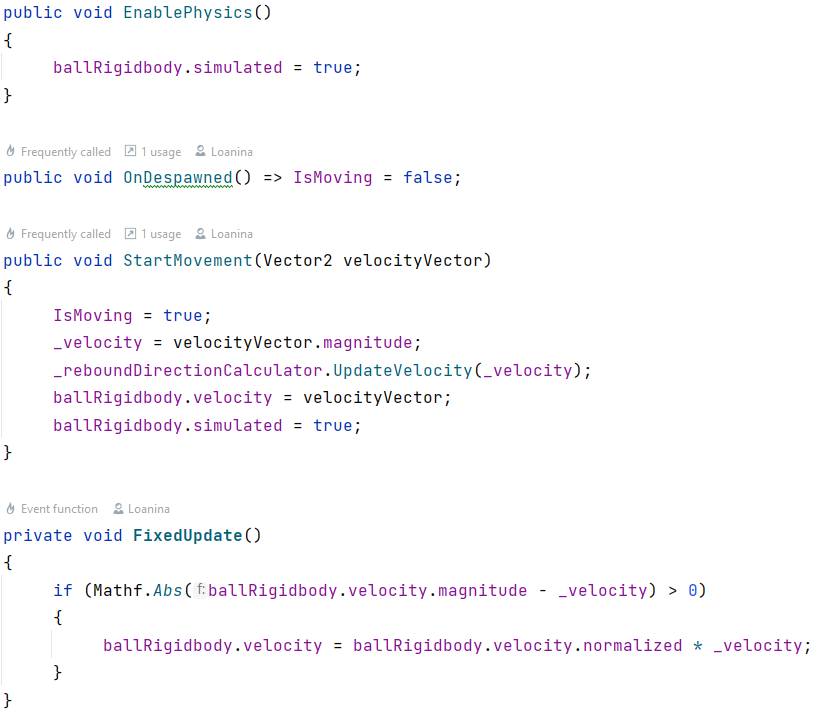 public void EnablePhysics()
{
ballRigidbody.simulated = true;
}
Frequently called 1 usage Loanina
public void OnDespawned() => IsMoving = false;
Frequently called 1 usage Loanina
public void StartMovement(Vector2 velocityVector)
{
IsMoving = true;
_velocity = velocityVector.magnitude;
_reboundDirectionCalculator.UpdateVelocity(_velocity);
ballRigidbody.velocity = velocityVector;
ballRigidbody.simulated = true;
}
Event function Loanina
private void FixedUpdate()
{
if (Mathf.Abs( f: ballRigidbody.velocity.magnitude - _velocity) > 0)
{
ballRigidbody.velocity = ballRigidbody.velocity.normalized * _velocity;
}
}